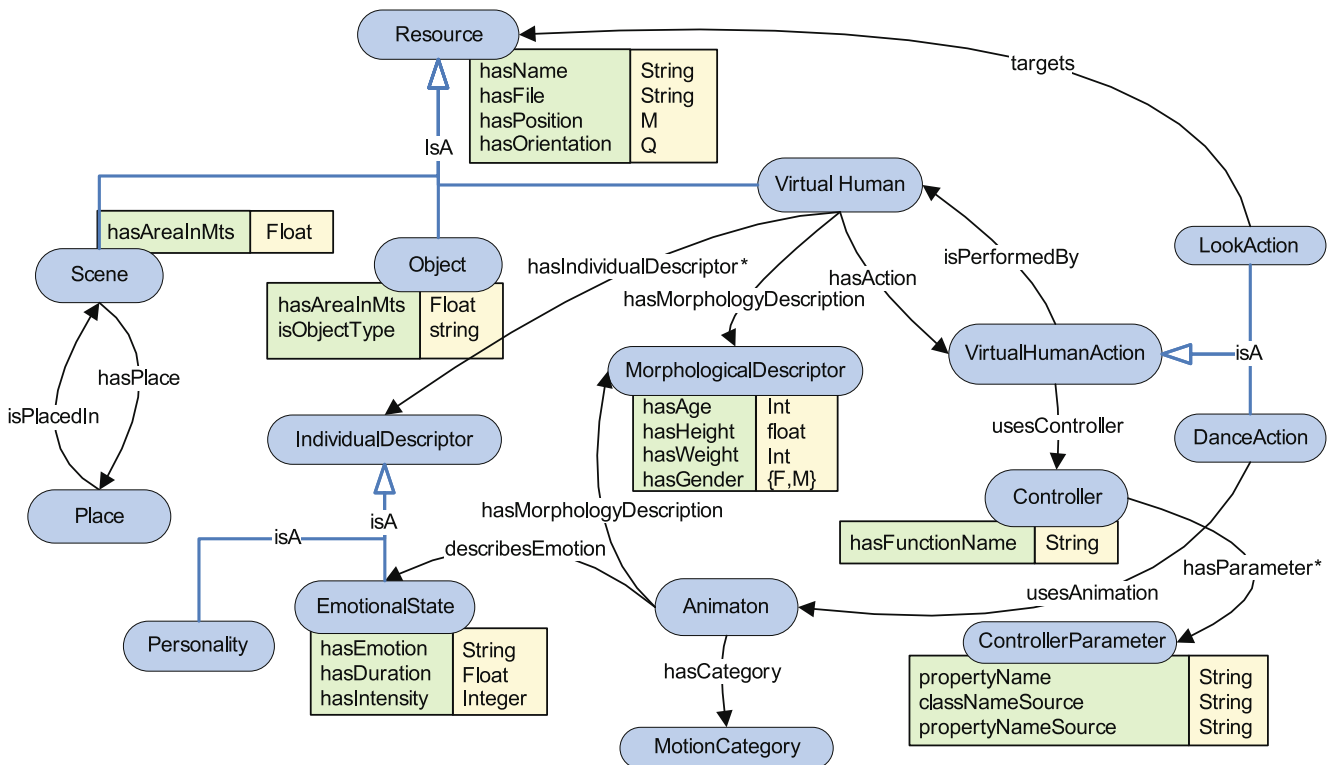 Resource
hasName String
hasFile String
hasPosition M
hasOrientation Q
targets
IsA
Virtual Human
hasAreaInMts Float
Scene
Object
hasAreaInMts Float
isObjectType string
hasIndividualDescriptor*
hasMorphologyDescription
hasAction
isPerformedBy
LookAction
VirtualHumanAction
isA
hasPlace
isPlacedIn
MorphologicalDescriptor
hasAge Int
hasHeight float
hasWeight Int
hasGender {F,M}
usesController
DanceAction
IndividualDescriptor
Place
isA
isA
hasMorphologyDescription
describesEmotion
Controller
hasFunctionName String
hasParameter*
usesAnimation
EmotionalState
hasEmotion String
hasDuration Float
hasIntensity Integer
Personality
Animaton
hasCategory
MotionCategory
ControllerParameter
propertyName String
classNameSource String
propertyNameSource String